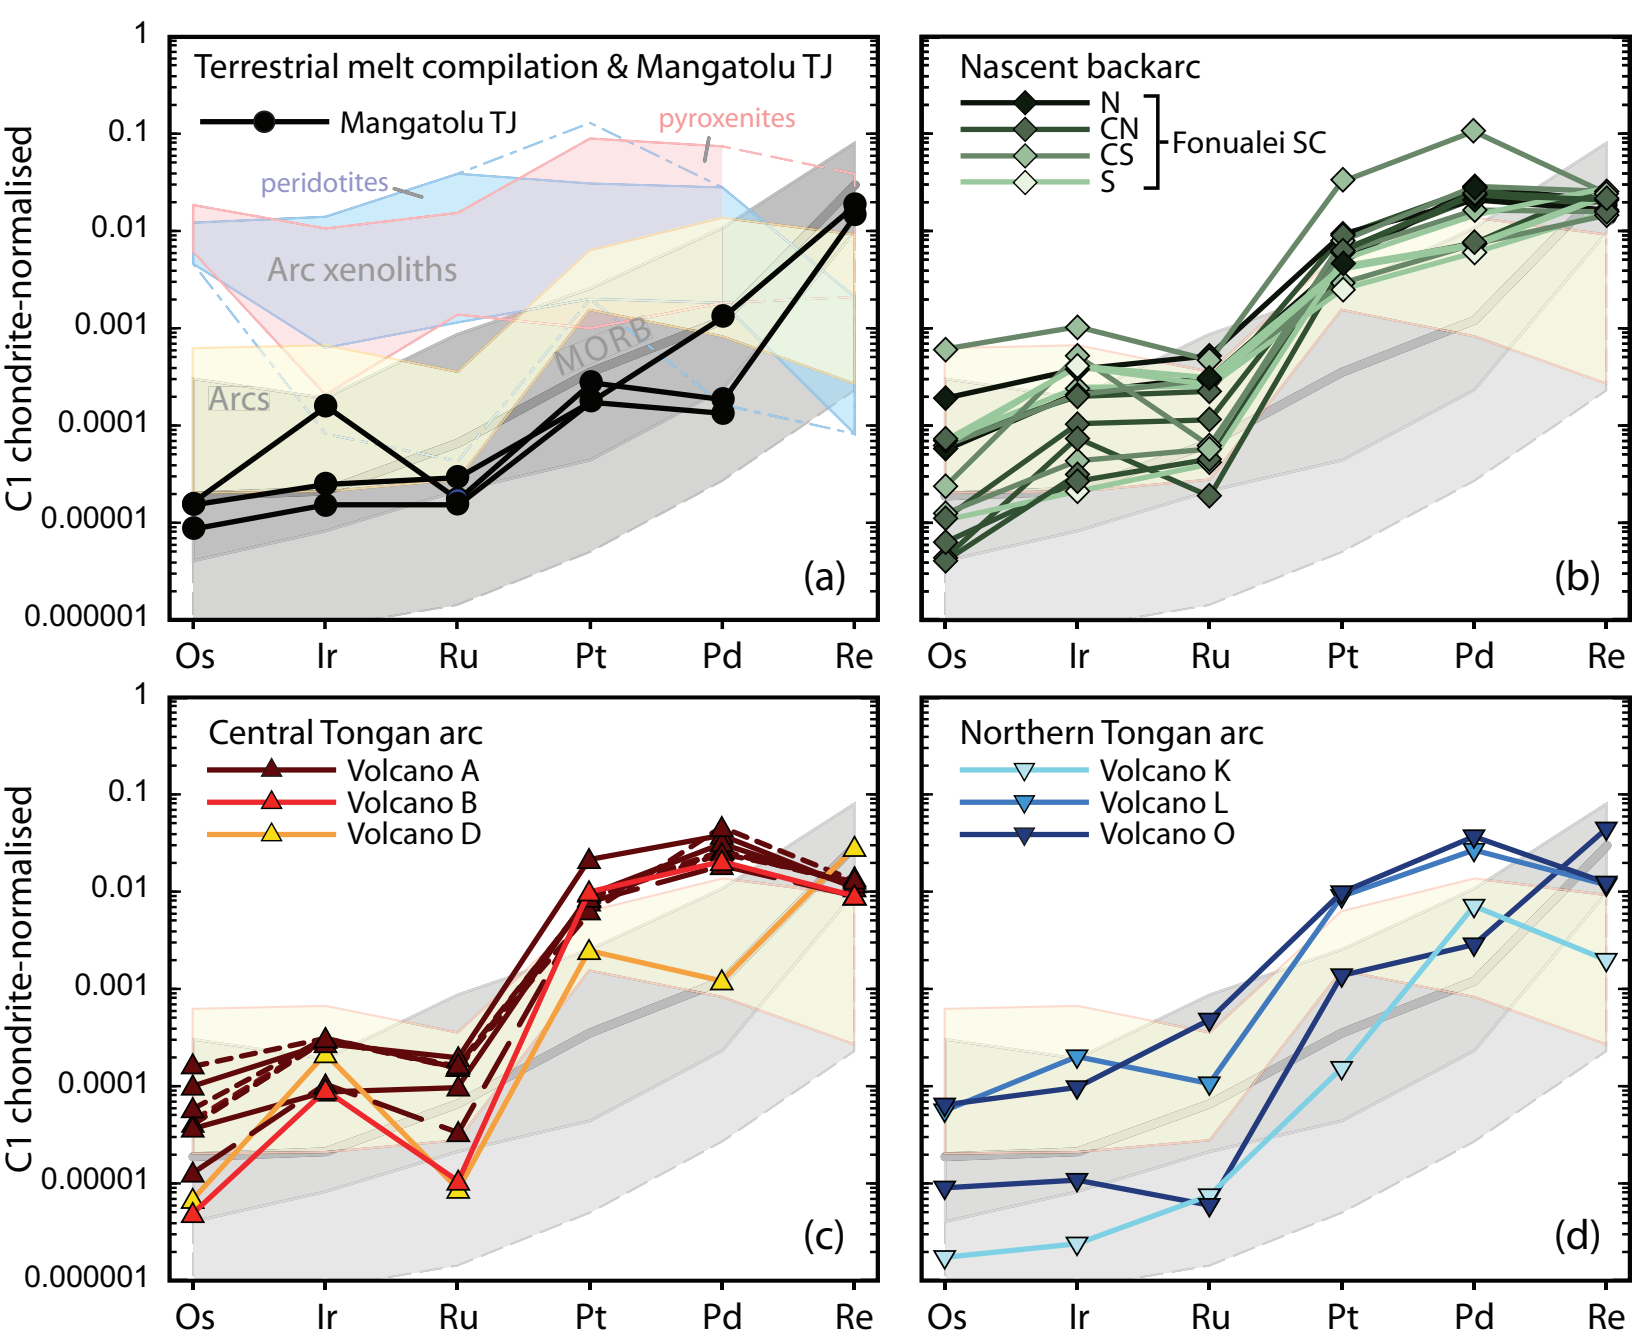 1
0.1
0.01
0.001
0.0001
0.00001
0.000001
C1 chondrite-normalised
Terrestrial melt compilation & Mangatolu TJ
Mangatolu TJ
pyroxenites
peridotites
Arc xenoliths
MORB
Arcs
(a)
Os Ir Ru Pt Pd Re
Nascent backarc
N
CN
CS
S
Fonualei SC
(b)
Os Ir Ru Pt Pd Re
1
0.1
0.01
0.001
0.0001
0.00001
0.000001
C1 chondrite-normalised
Central Tongan arc
Volcano A
Volcano B
Volcano D
(c)
Os Ir Ru Pt Pd Re
Northern Tongan arc
Volcano K
Volcano L
Volcano O
(d)
Os Ir Ru Pt Pd Re